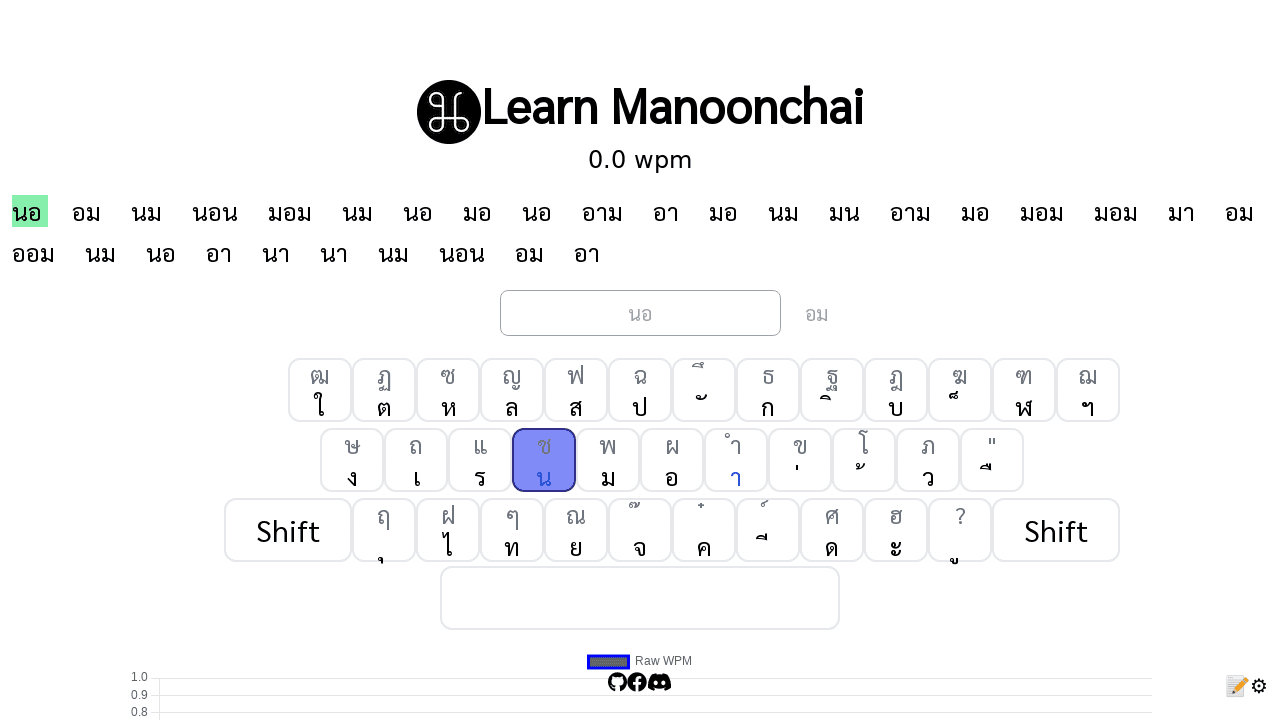 Learn Manoonchai
0.0 wpm
นอ อม นม นอน มอม นม นอ มอ นอ อาม อา มอ นม มน อาม มอ มอม มอม มา อม
ออม นม นอ อา นา นา นม นอน อม อา
นอ อม
ฒ ฏ ซ ญ ฟ ฉ ึ ธ ฐ ฎ ฆ ฑ ฌ
ใ ต ห ล ส ป ั ก ิ บ ็ ฬ ฯ
ษ ถ แ ช พ ผ ำ ข โ ภ "
ง เ ร น ม อ า ่ ้ ว ื
Shift ฤ ฝ ๆ ณ ๊ ๋ ์ ศ ฮ ? Shift
ุ ไ ท ย จ ค ี ด ะ ู
Raw WPM
1.0
0.9
0.8